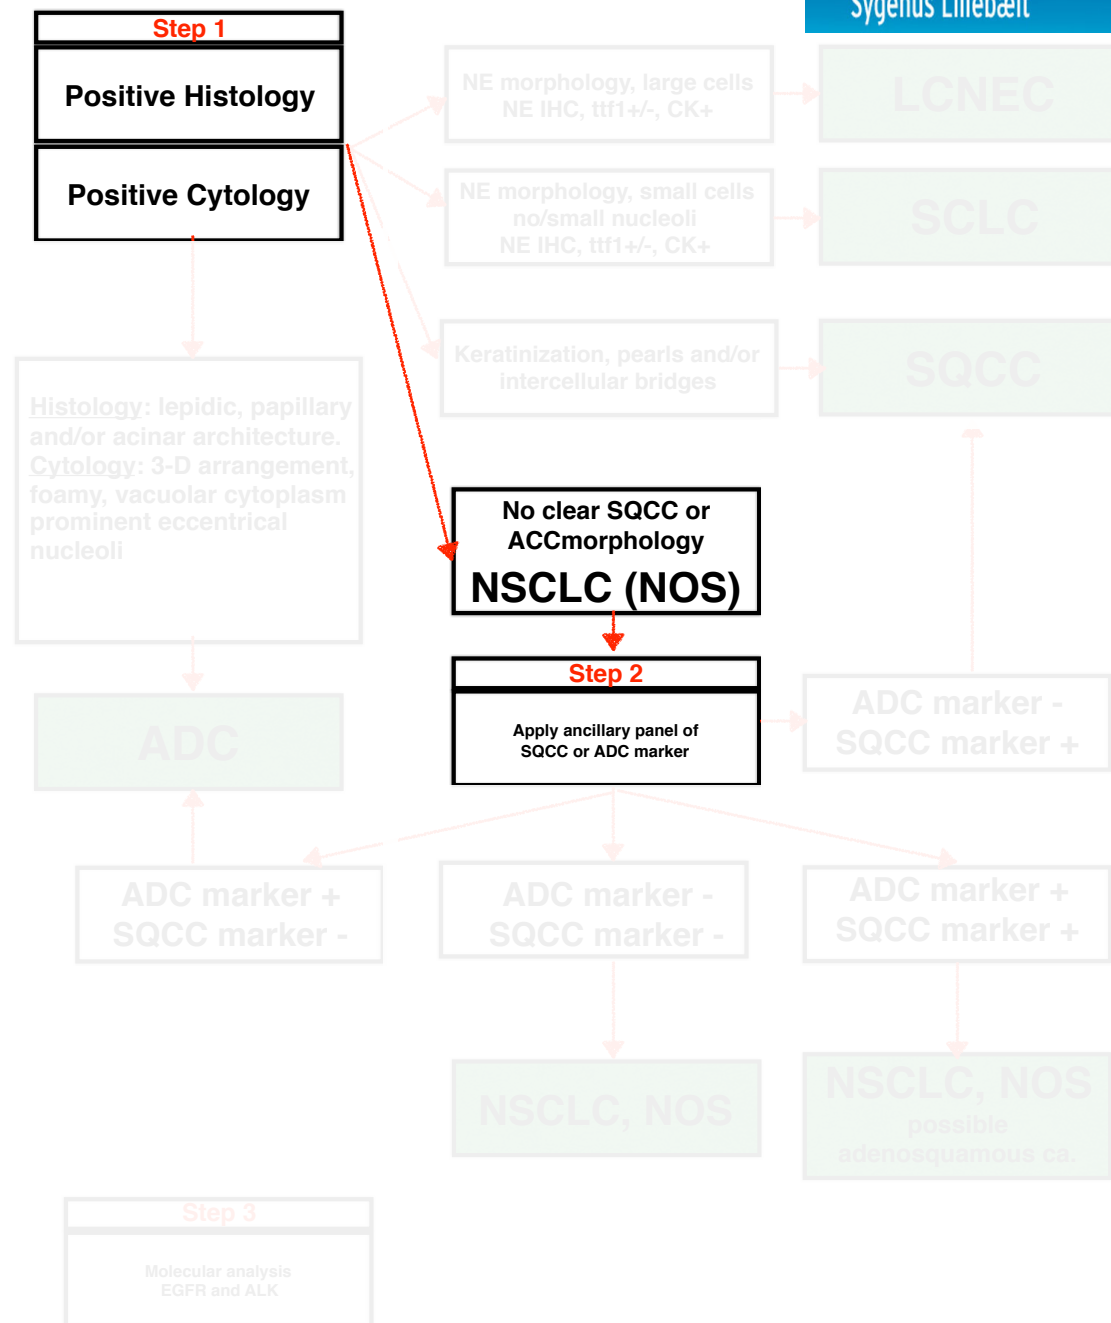 Sygehus Lillebælt
Step 1
Positive Histology
Positive Cytology
NE morphology, large cells
NE IHC, ttf1+/-, CK+
LCNEC
NE morphology, small cells
no/small nucleoli
NE IHC, ttf1+/-, CK+
SCLC
Keratinization, pearls and/or
intercellular bridges
SQCC
Histology: lepidic, papillary
and/or acinar architecture.
Cytology: 3-D arrangement,
foamy, vacuolar cytoplasm
prominent eccentrical
nucleoli
No clear SQCC or
ACCmorphology
NSCLC (NOS)
Step 2
Apply ancillary panel of
SQCC or ADC marker
ADC marker -
SQCC marker +
ADC
ADC marker +
SQCC marker -
ADC marker -
SQCC marker -
ADC marker +
SQCC marker +
NSCLC, NOS
NSCLC, NOS
possible
adenosquamous ca.
Step 3
Molecular analysis
EGFR and ALK